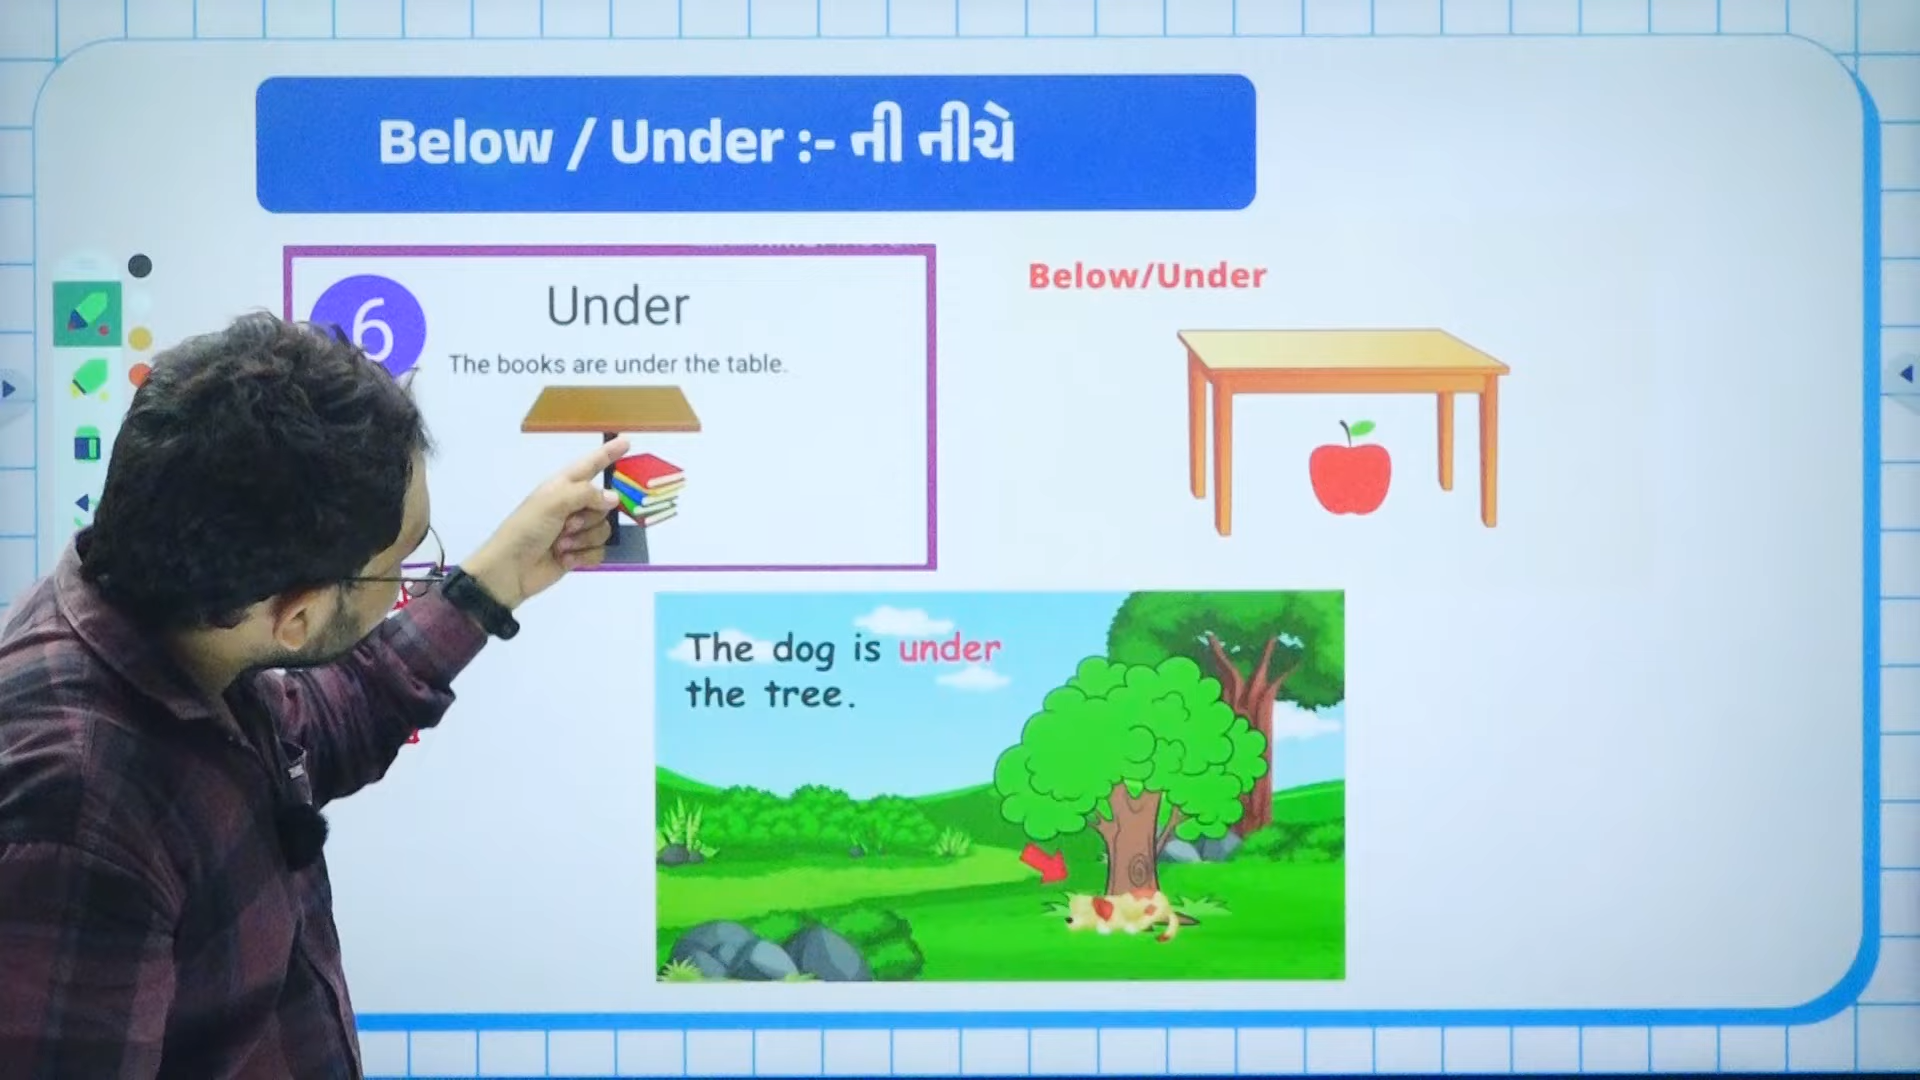 Below / Under :- ની નીચે
6
Under
The books are under the table.
Below/Under
The dog is under
the tree.